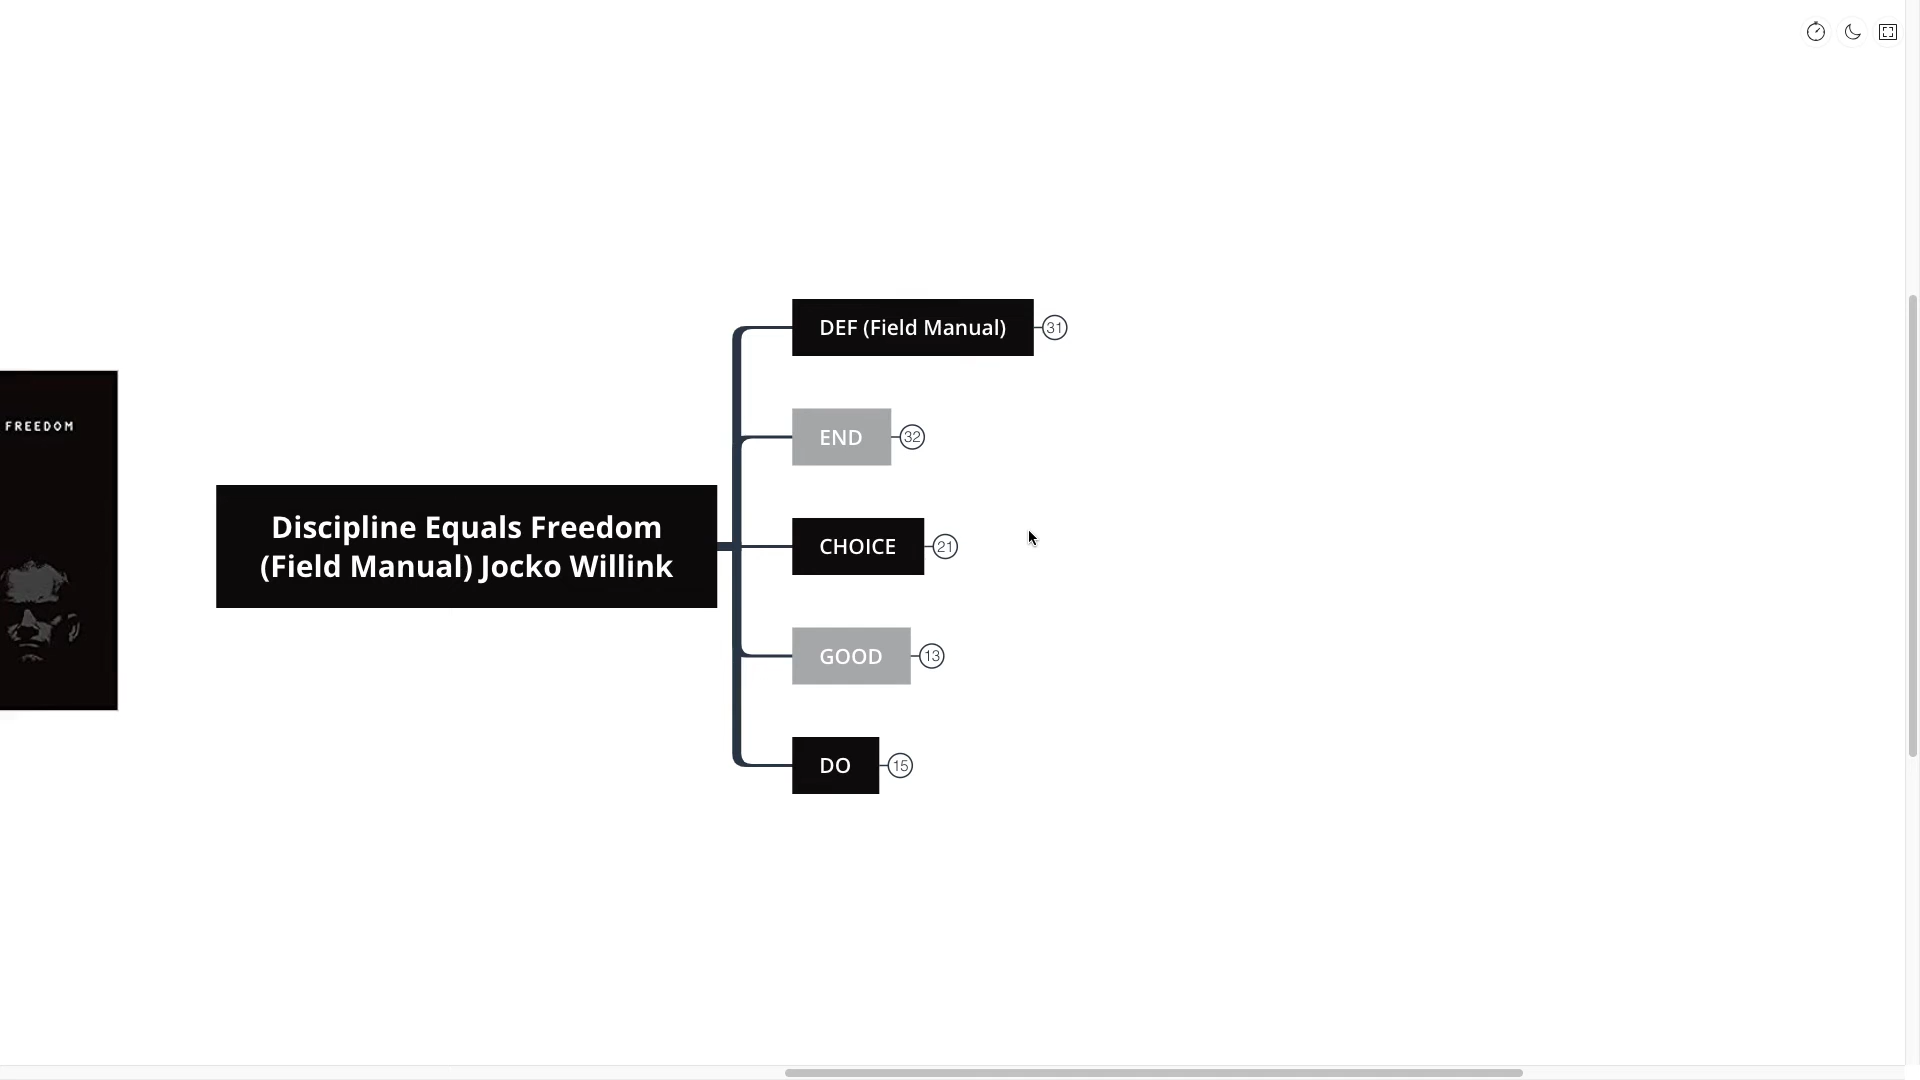 FREEDOM
Discipline Equals Freedom
(Field Manual) Jocko Willink
DEF (Field Manual)
31
END
32
CHOICE
21
GOOD
13
DO
15